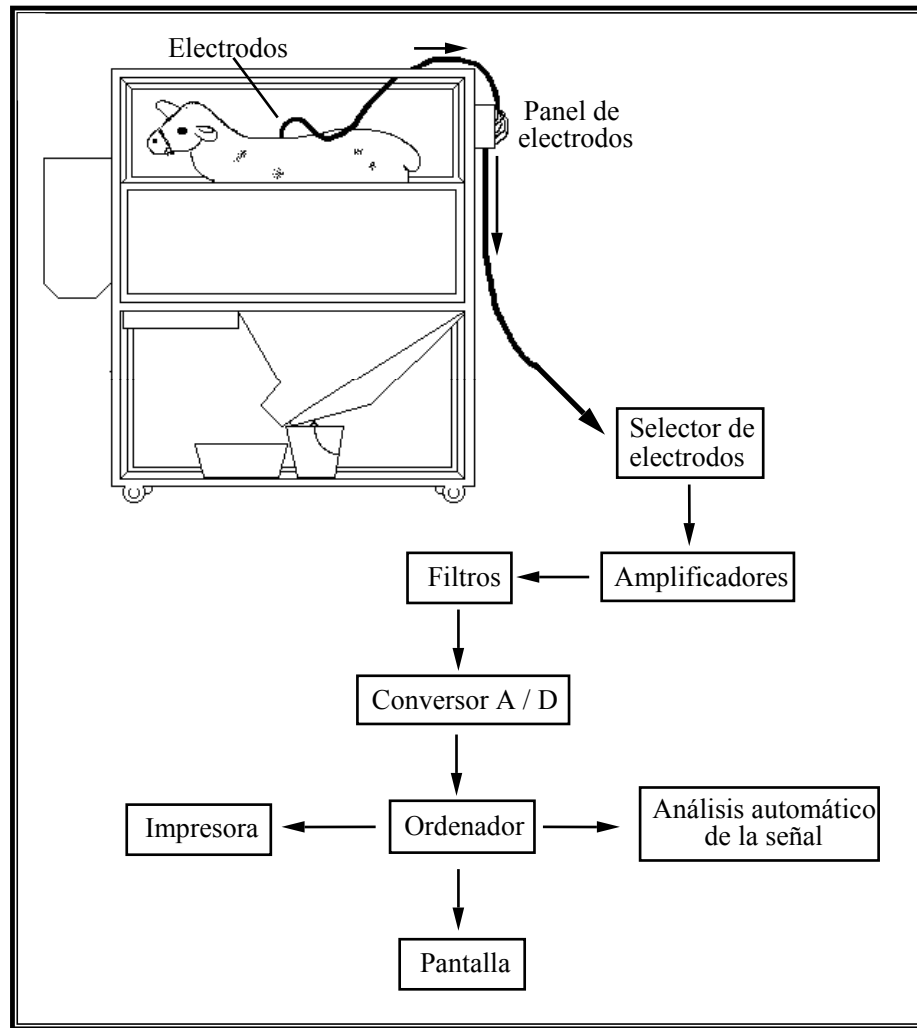 Electrodos
Panel de
electrodos
Selector de
electrodos
Filtros
Amplificadores
Conversor A / D
Impresora
Ordenador
Análisis automático
de la señal
Pantalla